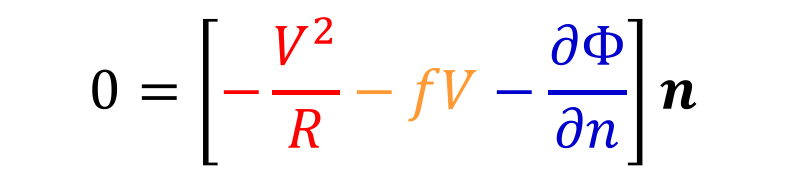 0 = [−V²/R − fV − ∂Φ/∂n] n